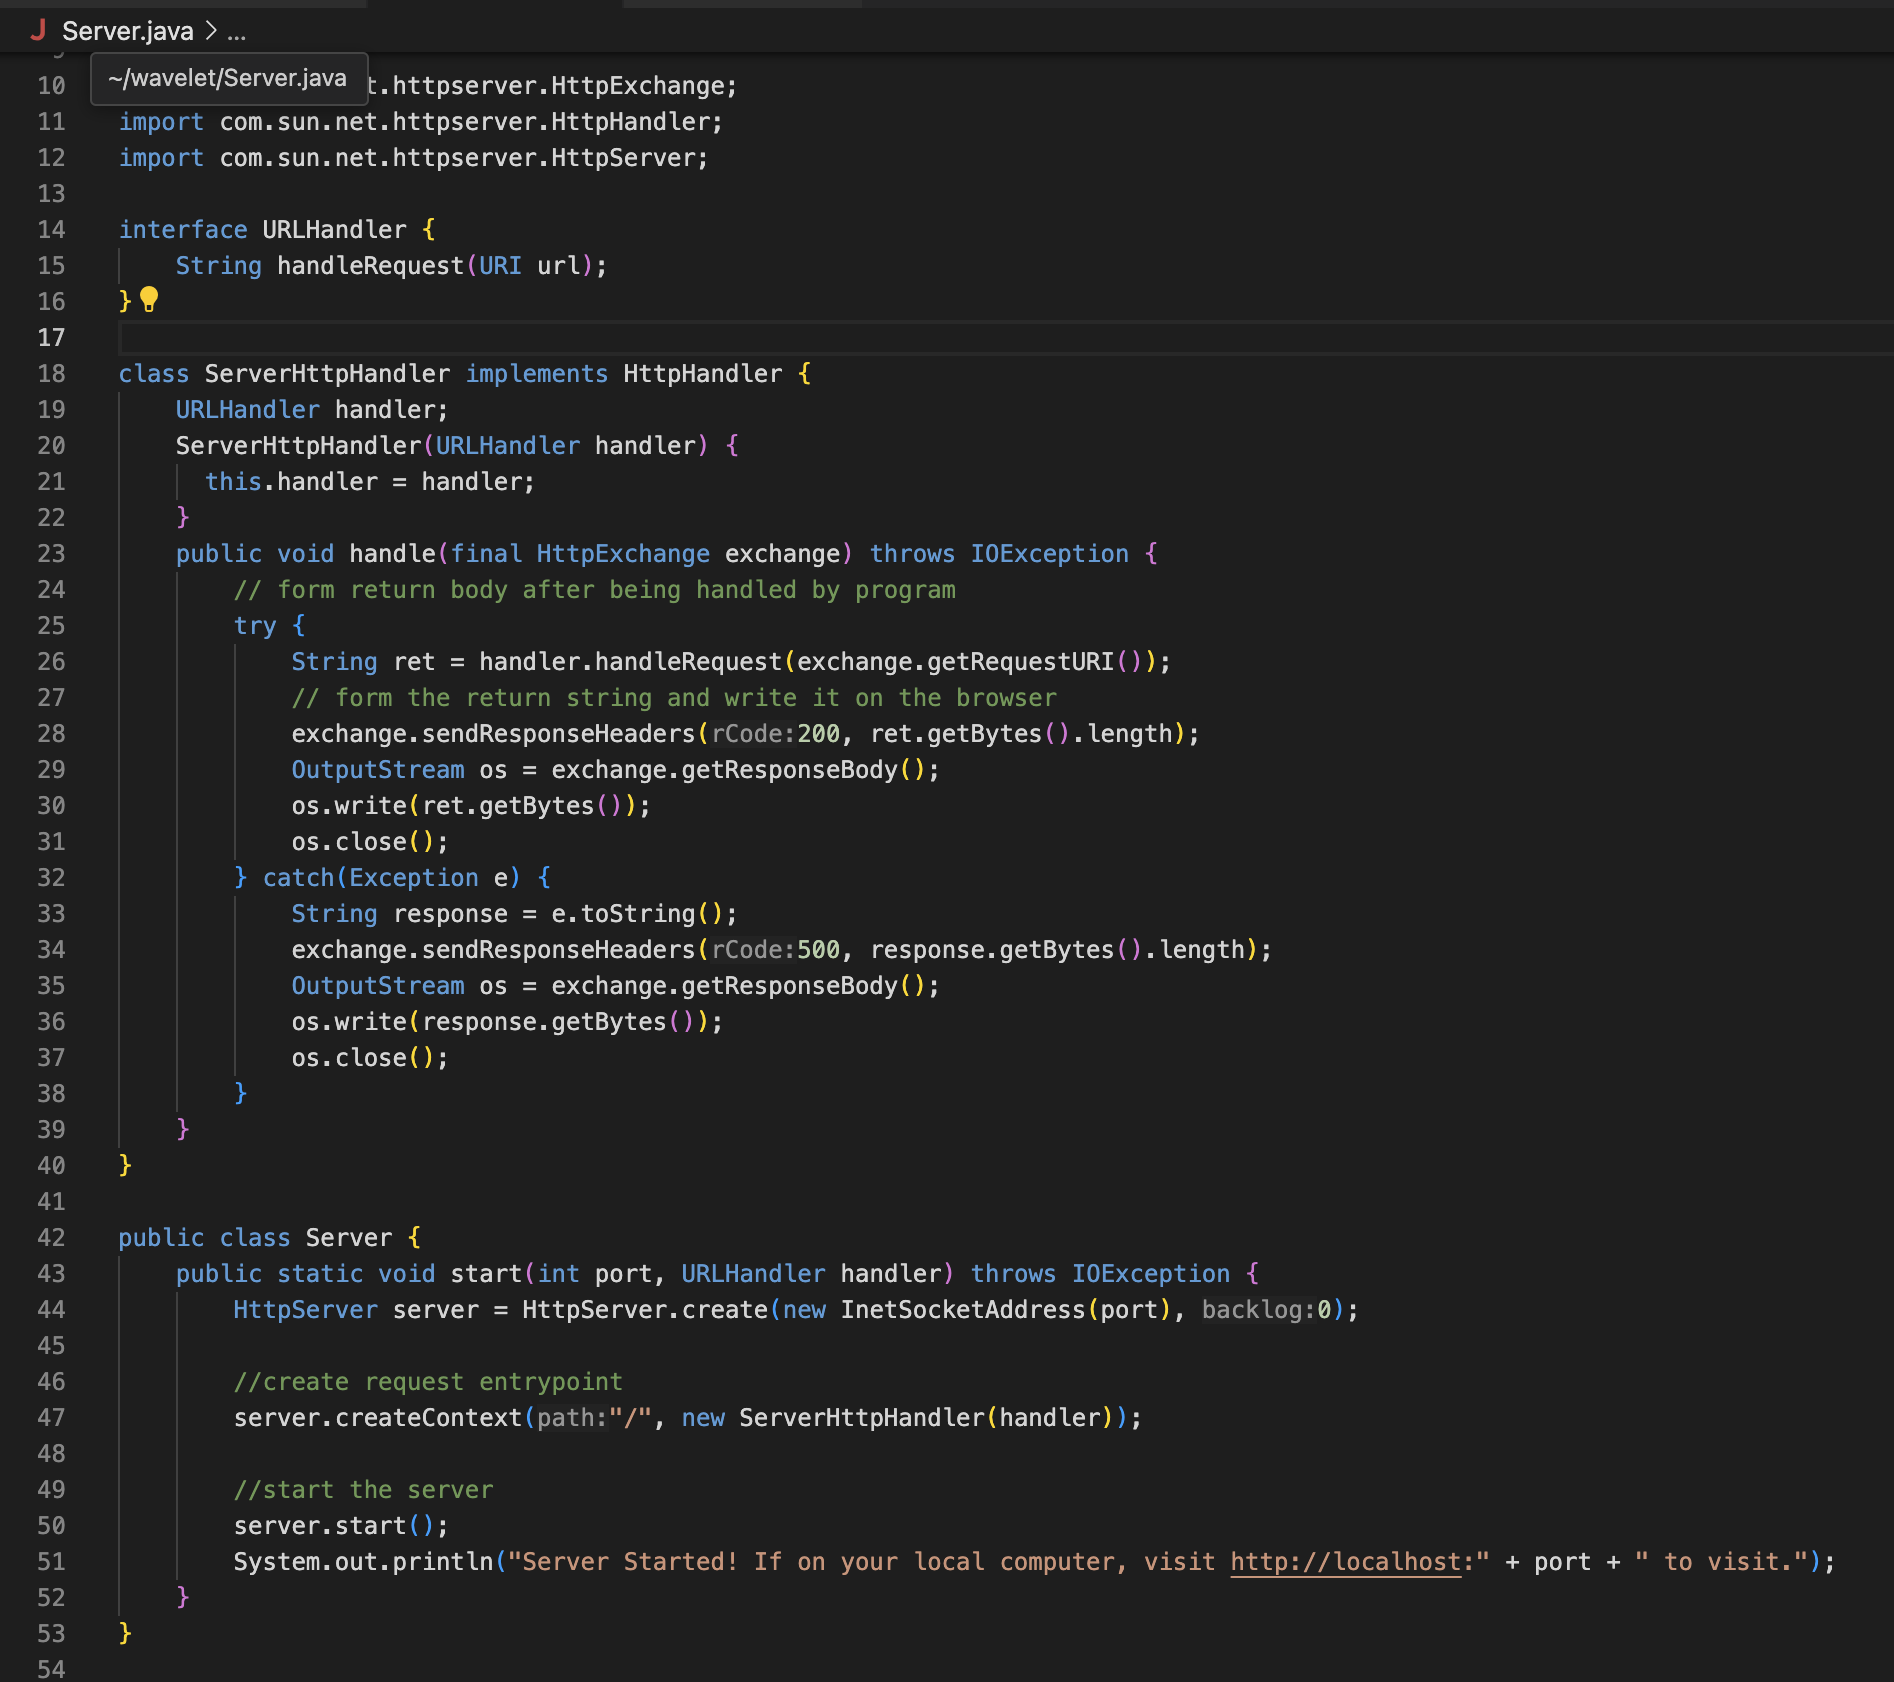 Server.java > ...
~/wavelet/Server.java
10 t.httpserver.HttpExchange;
11 import com.sun.net.httpserver.HttpHandler;
12 import com.sun.net.httpserver.HttpServer;
13
14 interface URLHandler {
15     String handleRequest(URI url);
16 }
17
18 class ServerHttpHandler implements HttpHandler {
19     URLHandler handler;
20     ServerHttpHandler(URLHandler handler) {
21       this.handler = handler;
22     }
23     public void handle(final HttpExchange exchange) throws IOException {
24         // form return body after being handled by program
25         try {
26             String ret = handler.handleRequest(exchange.getRequestURI());
27             // form the return string and write it on the browser
28             exchange.sendResponseHeaders(rCode:200, ret.getBytes().length);
29             OutputStream os = exchange.getResponseBody();
30             os.write(ret.getBytes());
31             os.close();
32         } catch(Exception e) {
33             String response = e.toString();
34             exchange.sendResponseHeaders(rCode:500, response.getBytes().length);
35             OutputStream os = exchange.getResponseBody();
36             os.write(response.getBytes());
37             os.close();
38         }
39     }
40 }
41
42 public class Server {
43     public static void start(int port, URLHandler handler) throws IOException {
44         HttpServer server = HttpServer.create(new InetSocketAddress(port), backlog:0);
45
46         //create request entrypoint
47         server.createContext(path:"/", new ServerHttpHandler(handler));
48
49         //start the server
50         server.start();
51         System.out.println("Server Started! If on your local computer, visit http://localhost:" + port + " to visit.");
52     }
53 }
54